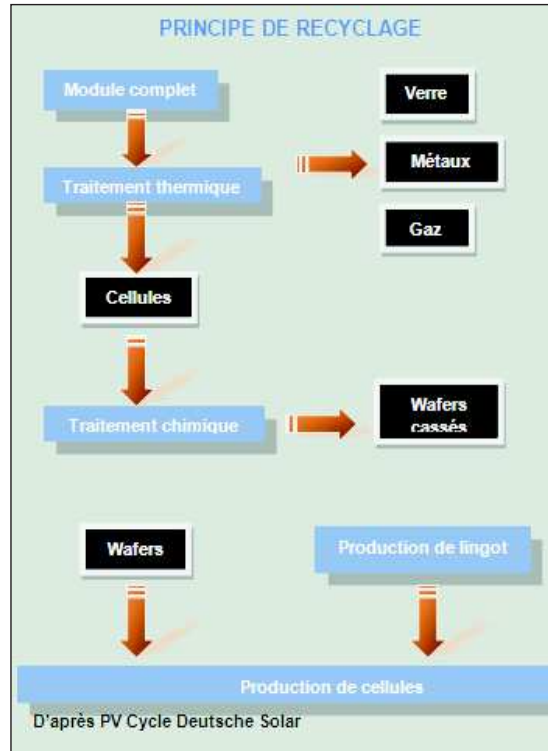 PRINCIPE DE RECYCLAGE
Module complet
Verre
Traitement thermique
Métaux
Gaz
Cellules
Traitement chimique
Wafers
cassés
Wafers
Production de lingot
Production de cellules
D'après PV Cycle Deutsche Solar